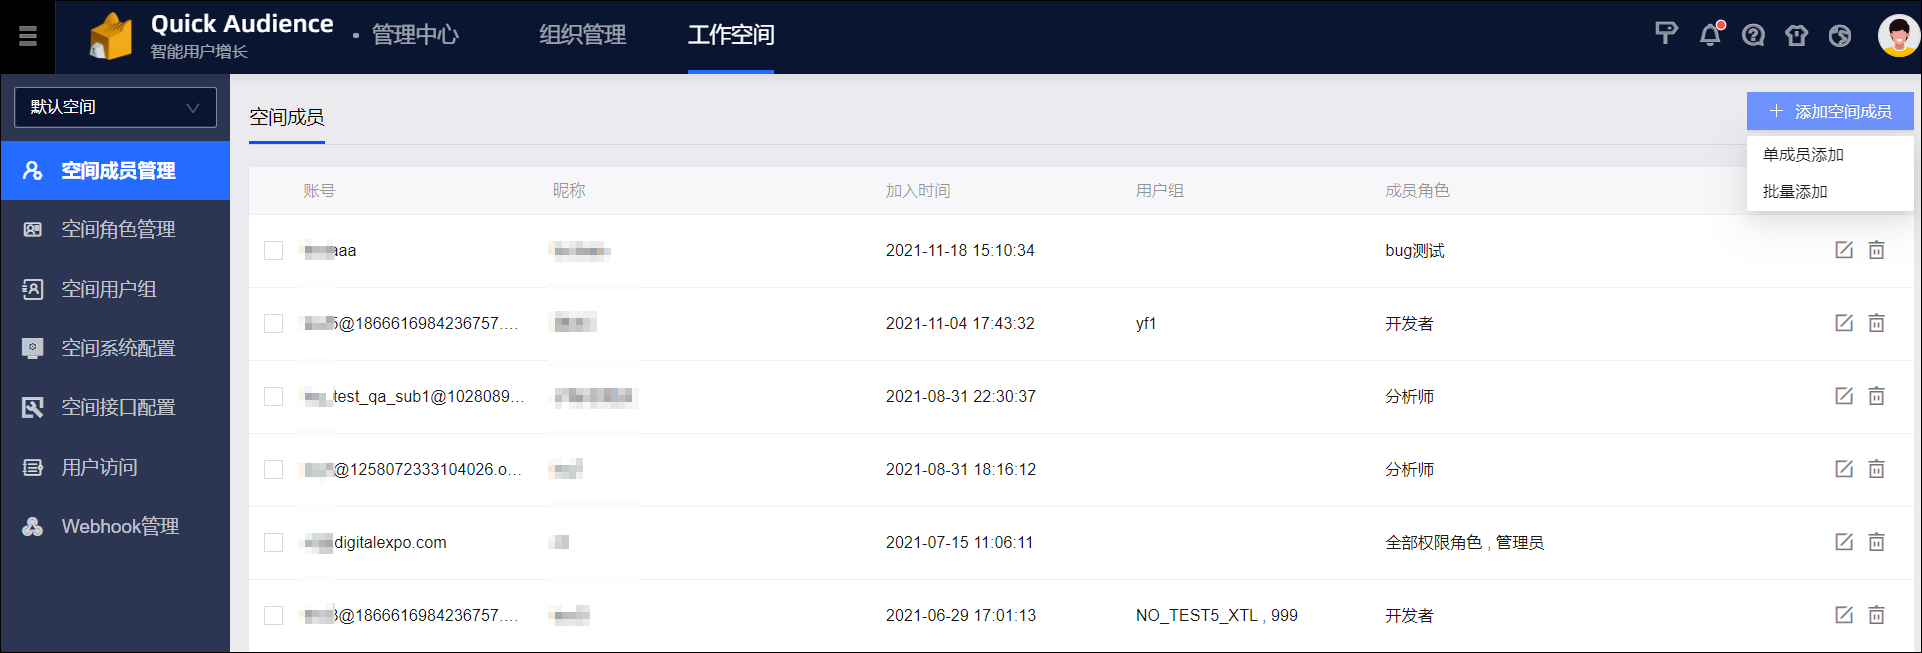 Quick Audience
智能用户增长
· 管理中心
组织管理
工作空间
默认空间
空间成员管理
空间角色管理
空间用户组
空间系统配置
空间接口配置
用户访问
Webhook管理
空间成员
添加空间成员
单成员添加
批量添加
账号 昵称 加入时间 用户组 成员角色
aaa 2021-11-18 15:10:34 bug测试
5@1866616984236757.... 2021-11-04 17:43:32 yf1 开发者
test_qa_sub1@1028089... 2021-08-31 22:30:37 分析师
@1258072333104026.o... 2021-08-31 18:16:12 分析师
digitalexpo.com 2021-07-15 11:06:11 全部权限角色 , 管理员
3@1866616984236757.... 2021-06-29 17:01:13 NO_TEST5_XTL , 999 开发者